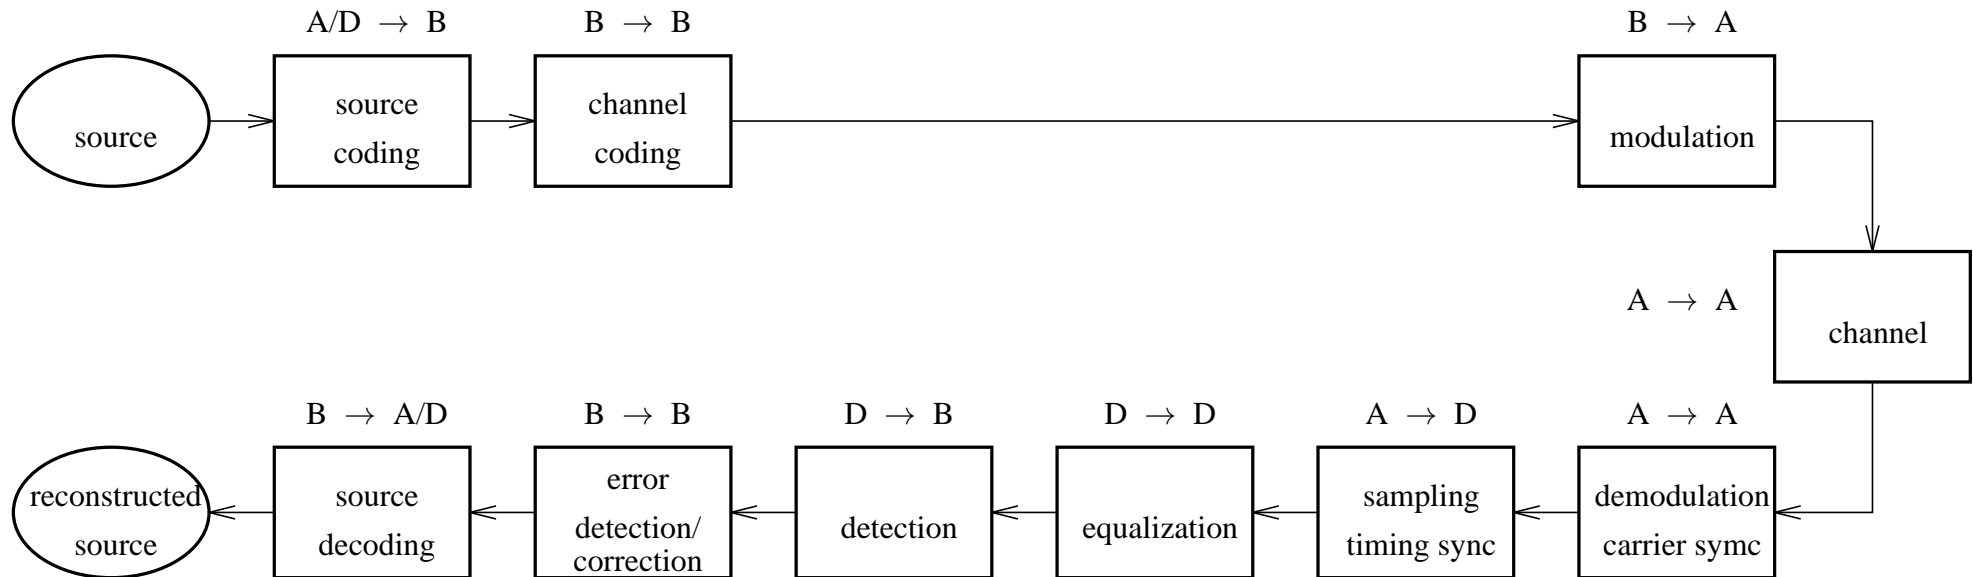 A/D → B
B → B
B → A
source
source
coding
channel
coding
modulation
A → A
channel
B → A/D
B → B
D → B
D → D
A → D
A → A
reconstructed
source
source
decoding
error
detection/
correction
detection
equalization
sampling
timing sync
demodulation
carrier symc